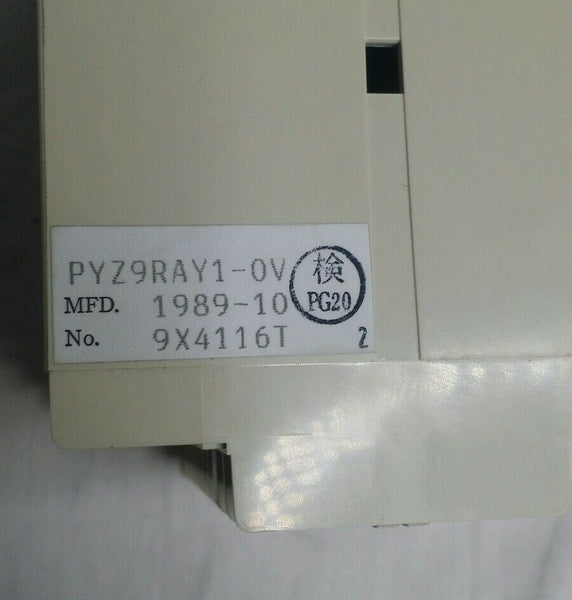 PYZ9RAY1-0V
MFD. 1989-10
No. 9X4116T 2
検
PG20